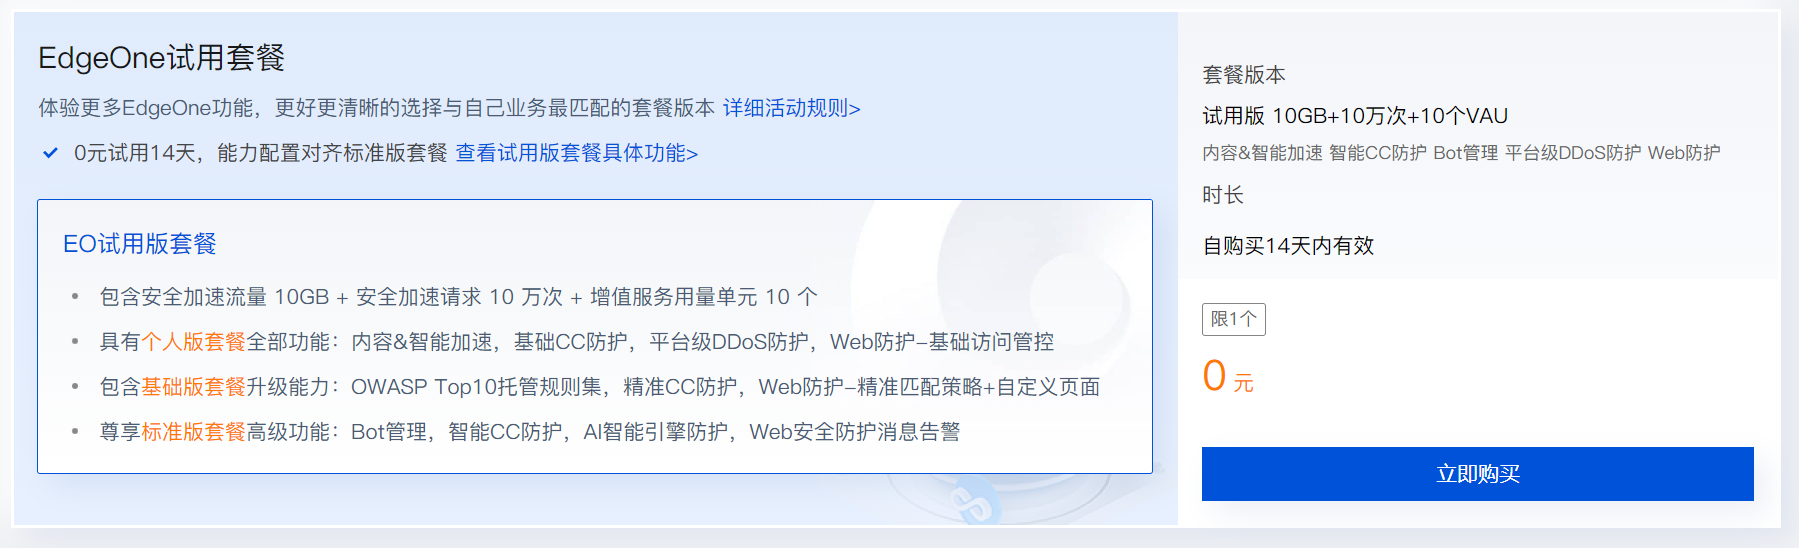 EdgeOne试用套餐
体验更多EdgeOne功能，更好更清晰的选择与自己业务最匹配的套餐版本 详细活动规则>
0元试用14天，能力配置对齐标准版套餐 查看试用版套餐具体功能>
EO试用版套餐
• 包含安全加速流量 10GB + 安全加速请求 10 万次 + 增值服务用量单元 10 个
• 具有个人版套餐全部功能：内容&智能加速，基础CC防护，平台级DDoS防护，Web防护-基础访问管控
• 包含基础版套餐升级能力：OWASP Top10托管规则集，精准CC防护，Web防护-精准匹配策略+自定义页面
• 尊享标准版套餐高级功能：Bot管理，智能CC防护，AI智能引擎防护，Web安全防护消息告警
套餐版本
试用版 10GB+10万次+10个VAU
内容&智能加速 智能CC防护 Bot管理 平台级DDoS防护 Web防护
时长
自购买14天内有效
限1个
0 元
立即购买